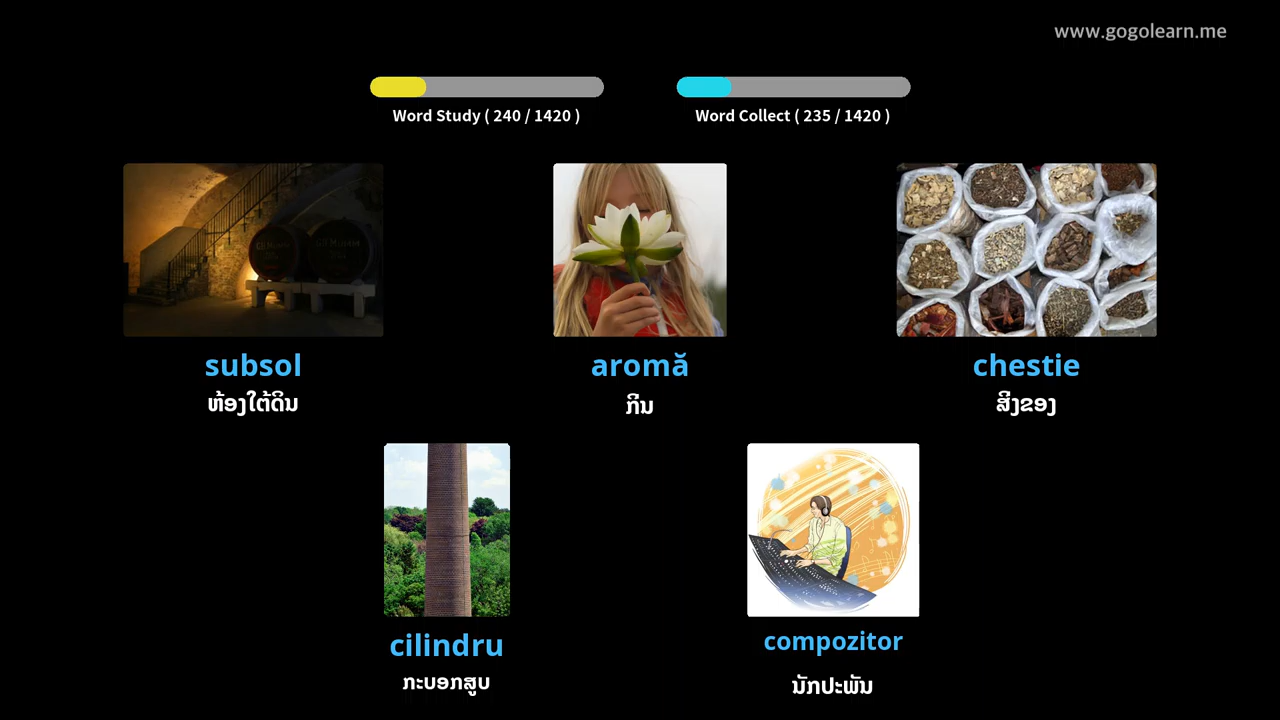 www.gogolearn.me
Word Study ( 240 / 1420 )
Word Collect ( 235 / 1420 )
subsol
ຫ້ອງໃຕ້ດິນ
aromă
ກິ່ນ
chestie
ສິ່ງຂອງ
cilindru
ກະບອກສູບ
compozitor
ນັກປະພັນ